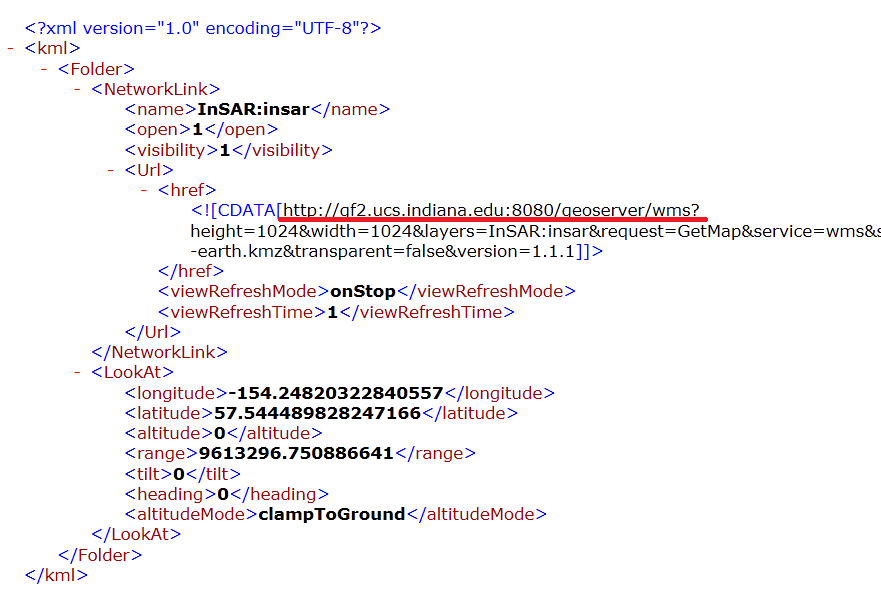 <?xml version="1.0" encoding="UTF-8"?>
- <kml>
- <Folder>
- <NetworkLink>
<name>InSAR:insar</name>
<open>1</open>
<visibility>1</visibility>
- <Url>
- <href>
<![CDATA[http://gf2.ucs.indiana.edu:8080/geoserver/wms?
height=1024&width=1024&layers=InSAR:insar&request=GetMap&service=wms&s
-earth.kmz&transparent=false&version=1.1.1]]>
</href>
<viewRefreshMode>onStop</viewRefreshMode>
<viewRefreshTime>1</viewRefreshTime>
</Url>
</NetworkLink>
- <LookAt>
<longitude>-154.24820322840557</longitude>
<latitude>57.544489828247166</latitude>
<altitude>0</altitude>
<range>9613296.750886641</range>
<tilt>0</tilt>
<heading>0</heading>
<altitudeMode>clampToGround</altitudeMode>
</LookAt>
</Folder>
</kml>